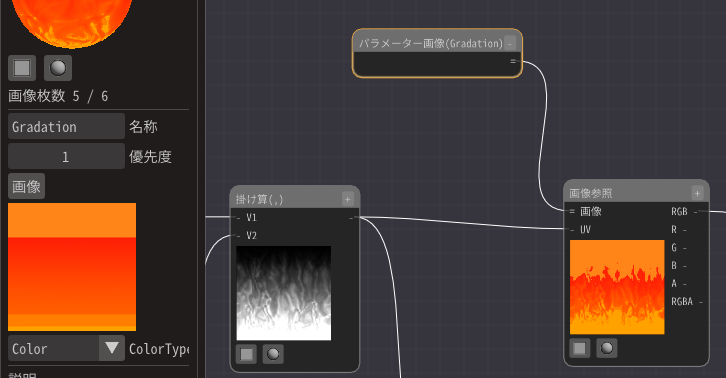 画像枚数 5 / 6
Gradation 名称
1 優先度
画像
Color ColorType
パラメーター画像(Gradation) -
=
掛け算(,) +
- V1 -
- V2
画像参照 +
= 画像 RGB -
- UV R -
G -
B -
A -
RGBA -